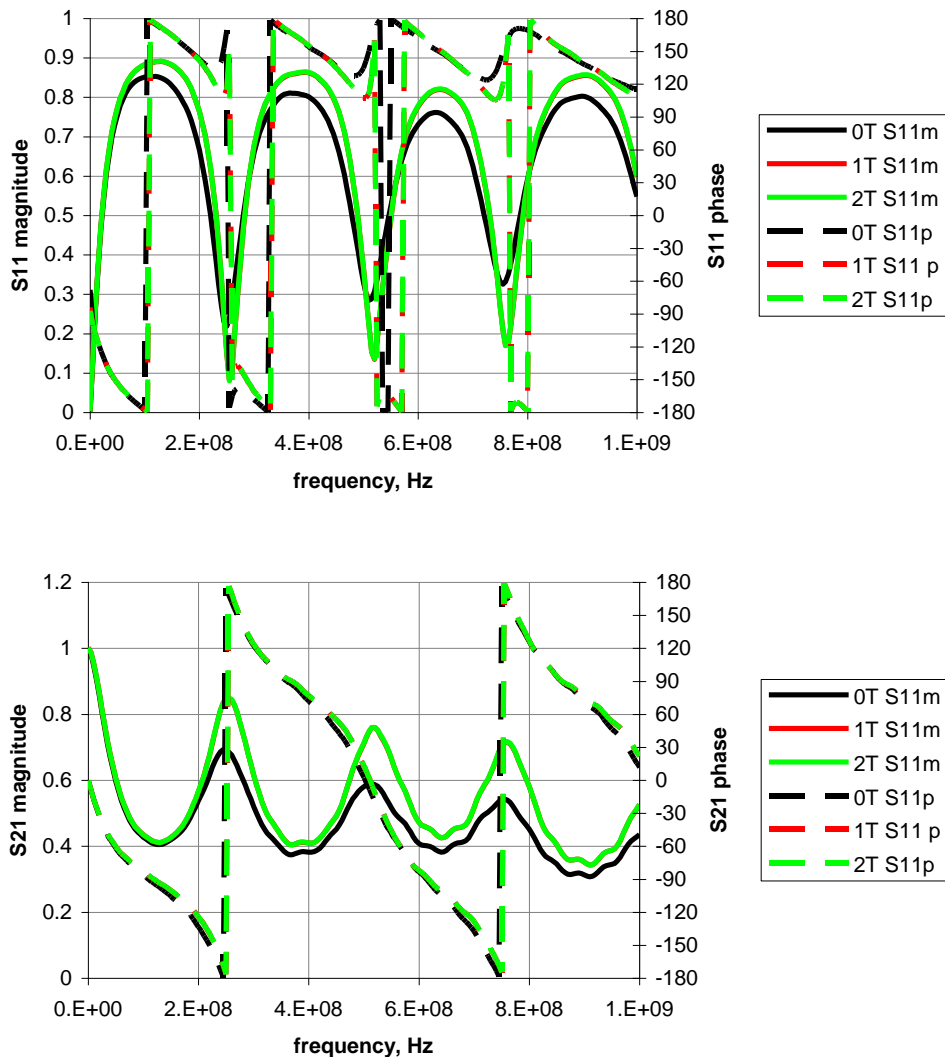 1
0.9
0.8
0.7
0.6
0.5
0.4
0.3
0.2
0.1
0
S11 magnitude
180
150
120
90
60
30
0
-30
-60
-90
-120
-150
-180
S11 phase
0.E+00 2.E+08 4.E+08 6.E+08 8.E+08 1.E+09
frequency, Hz
0T S11m
1T S11m
2T S11m
0T S11p
1T S11 p
2T S11p
1.2
1
0.8
0.6
0.4
0.2
0
S21 magnitude
180
150
120
90
60
30
0
-30
-60
-90
-120
-150
-180
S21 phase
0.E+00 2.E+08 4.E+08 6.E+08 8.E+08 1.E+09
frequency, Hz
0T S11m
1T S11m
2T S11m
0T S11p
1T S11 p
2T S11p